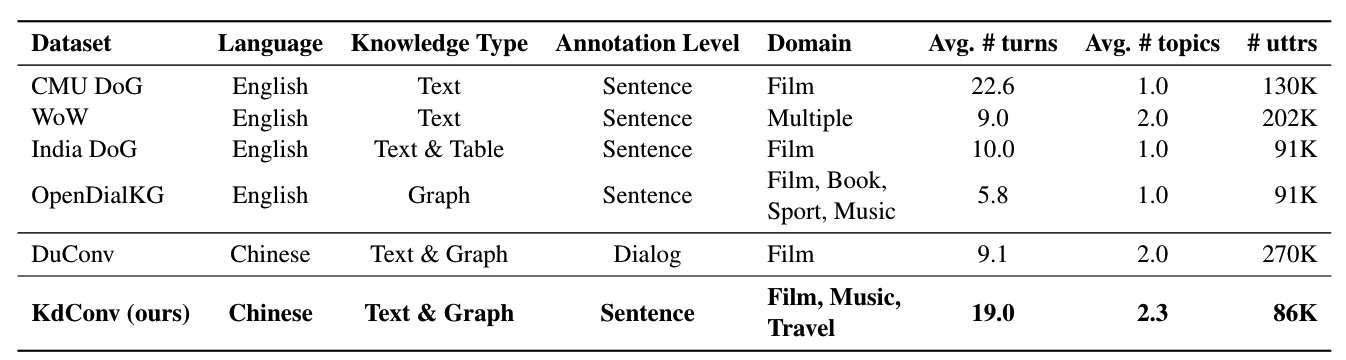 Dataset Language Knowledge Type Annotation Level Domain Avg. # turns Avg. # topics # uttrs
CMU DoG English Text Sentence Film 22.6 1.0 130K
WoW English Text Sentence Multiple 9.0 2.0 202K
India DoG English Text & Table Sentence Film 10.0 1.0 91K
OpenDialKG English Graph Sentence Film, Book, 5.8 1.0 91K
Sport, Music
DuConv Chinese Text & Graph Dialog Film 9.1 2.0 270K
KdConv (ours) Chinese Text & Graph Sentence Film, Music, 19.0 2.3 86K
Travel